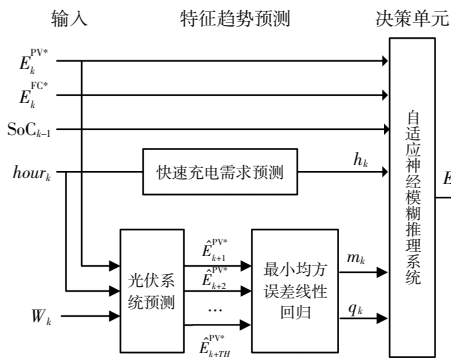 输入
特征趋势预测
决策单元
E_k^{PV*}
E_k^{FC*}
SoC_{k-1}
hour_k
快速充电需求预测
h_k
自适应神经模糊推理系统
E
W_k
光伏系
统预测
Ê_{k+1}^{PV*}
Ê_{k+2}^{PV*}
…
Ê_{k+TH}^{PV*}
最小均方
误差线性
回归
m_k
q_k